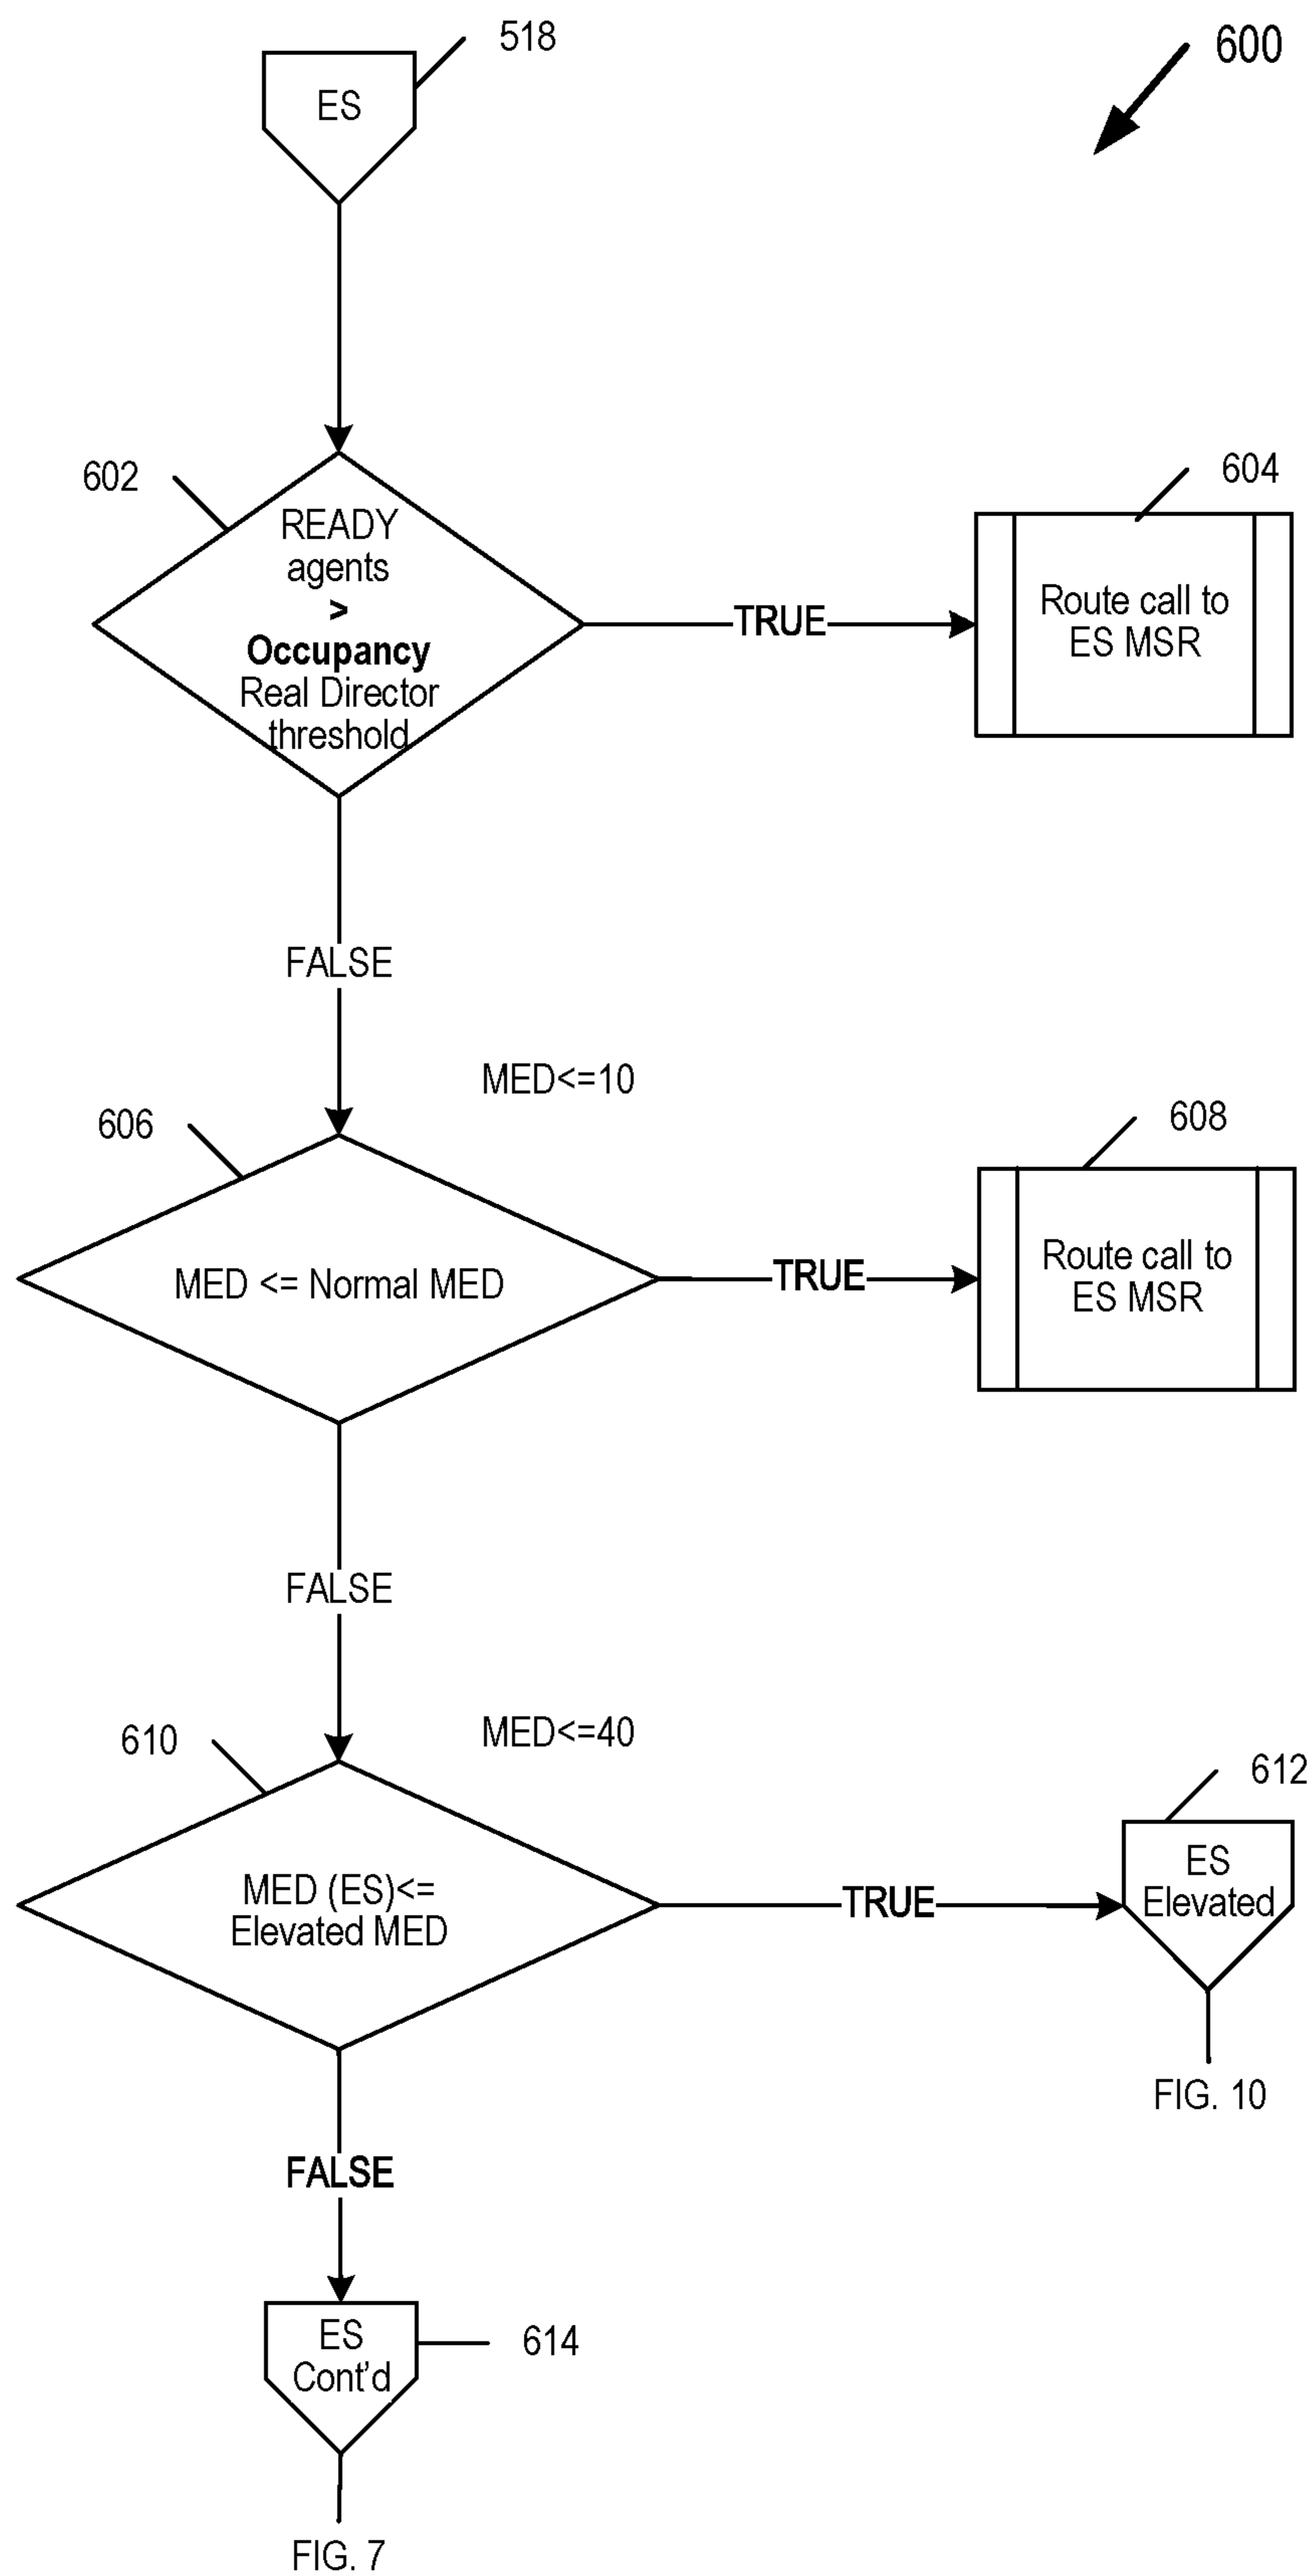 518
600
ES
602
READY
agents
>
Occupancy
Real Director
threshold
TRUE
604
Route call to
ES MSR
FALSE
MED<=10
606
MED <= Normal MED
TRUE
608
Route call to
ES MSR
FALSE
MED<=40
610
MED (ES)<=
Elevated MED
TRUE
612
ES
Elevated
FIG. 10
FALSE
ES
Cont'd
614
FIG. 7